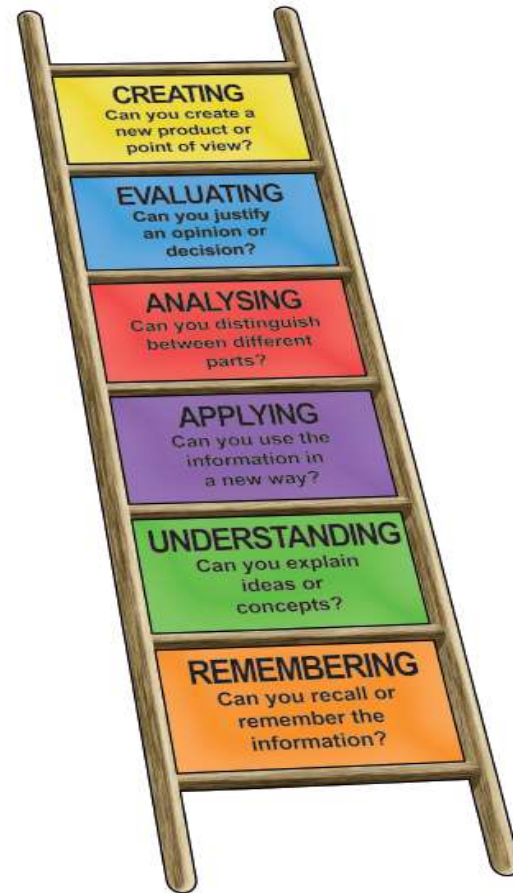 CREATING
Can you create a
new product or
point of view?
EVALUATING
Can you justify
an opinion or
decision?
ANALYSING
Can you distinguish
between different
parts?
APPLYING
Can you use the
information in
a new way?
UNDERSTANDING
Can you explain
ideas or
concepts?
REMEMBERING
Can you recall or
remember the
information?